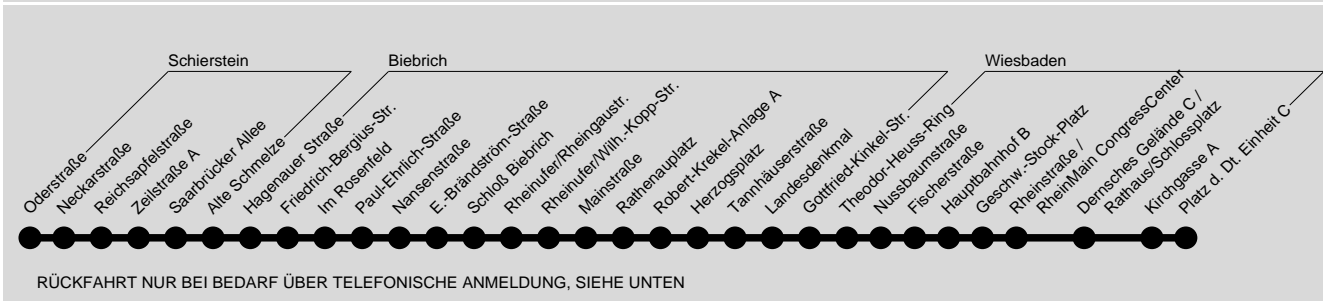 Schierstein
Biebrich
Wiesbaden
Oderstraße
Neckarstraße
Reichsapfelstraße
Zeilstraße A
Saarbrücker Allee
Alte Schmelze
Hagenauer Straße
Friedrich-Bergius-Str.
Im Rosenfeld
Paul-Ehrlich-Straße
Nansenstraße
E.-Brändström-Straße
Schloß Biebrich
Rheinufer/Rheingaustr.
Rheinufer/Wilh.-Kopp-Str.
Mainstraße
Rathenauplatz
Robert-Krekel-Anlage A
Herzogsplatz
Tannhäuserstraße
Landesdenkmal
Gottfried-Kinkel-Str.
Theodor-Heuss-Ring
Nussbaumstraße
Fischerstraße
Hauptbahnhof B
Geschw.-Stock-Platz
Rheinstraße /
RheinMain CongressCenter
Dernsches Gelände C /
Rathaus/Schlossplatz
Kirchgasse A
Platz d. Dt. Einheit C
RÜCKFAHRT NUR BEI BEDARF ÜBER TELEFONISCHE ANMELDUNG, SIEHE UNTEN